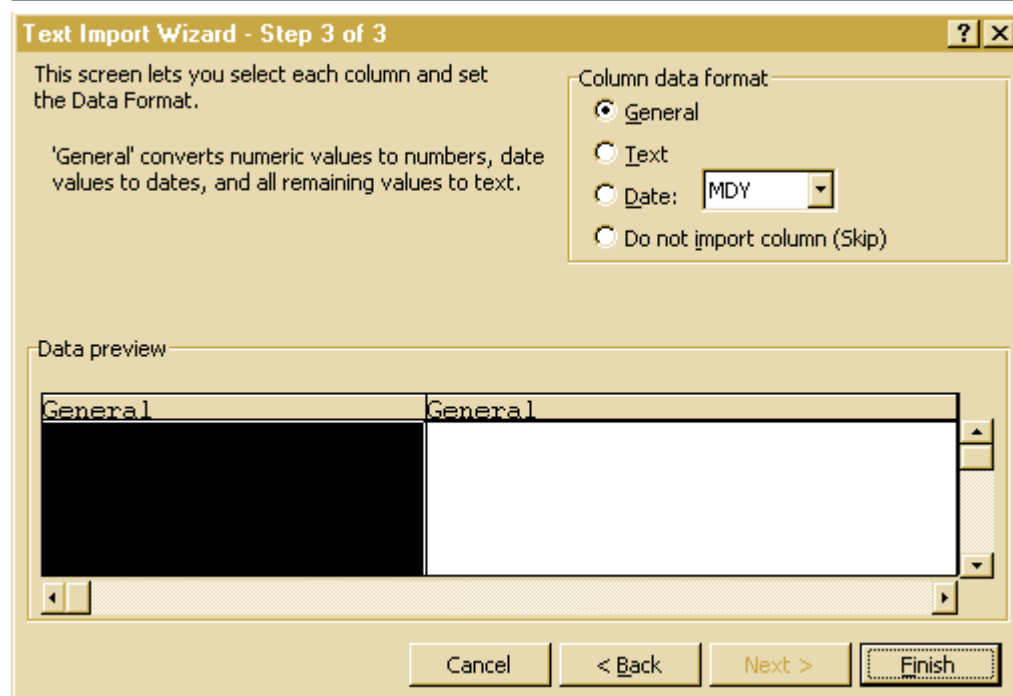 Text Import Wizard - Step 3 of 3
This screen lets you select each column and set
the Data Format.
'General' converts numeric values to numbers, date
values to dates, and all remaining values to text.
Column data format
General
Text
Date: MDY
Do not import column (Skip)
Data preview
General General
Cancel < Back Next > Finish